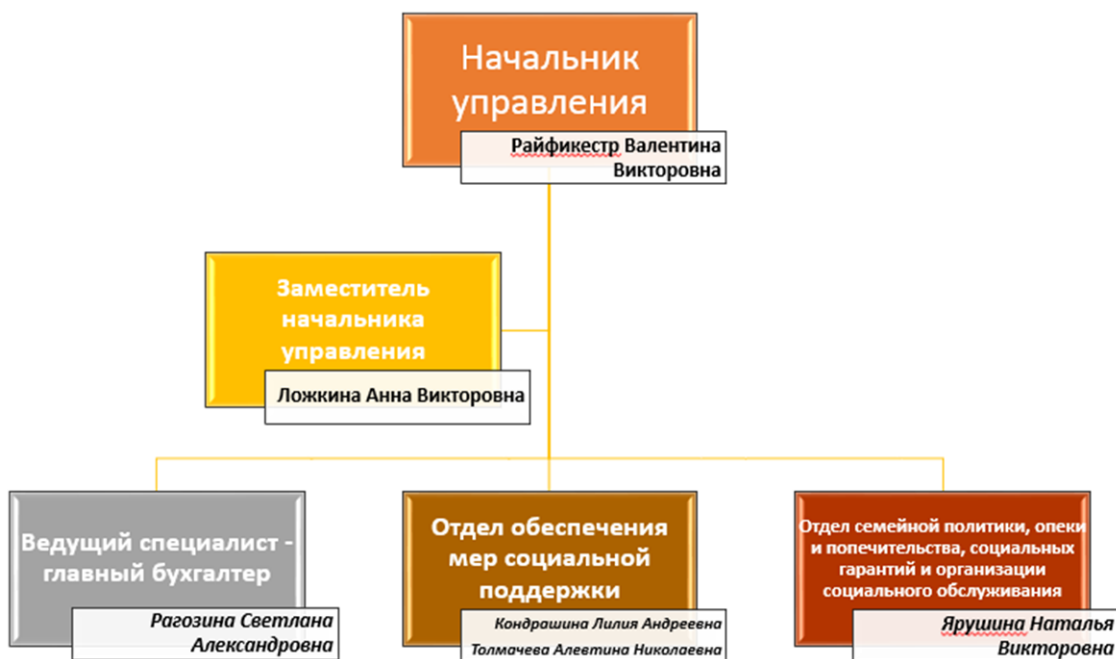 Начальник
управления
Райфикестр Валентина
Викторовна
Заместитель
начальника
управления
Ложкина Анна Викторовна
Ведущий специалист -
главный бухгалтер
Рагозина Светлана
Александровна
Отдел обеспечения
мер социальной
поддержки
Кондрашина Лилия Андреевна
Толмачева Алевтина Николаевна
Отдел семейной политики, опеки
и попечительства, социальных
гарантий и организации
социального обслуживания
Ярушина Наталья
Викторовна